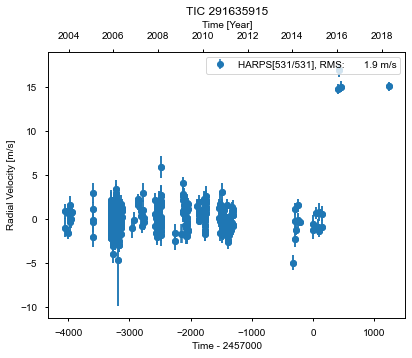 TIC 291635915
Time [Year]
2004 2006 2008 2010 2012 2014 2016 2018
HARPS[531/531], RMS: 1.9 m/s
Radial Velocity [m/s]
15
10
5
0
−5
−10
−4000 −3000 −2000 −1000 0 1000
Time - 2457000